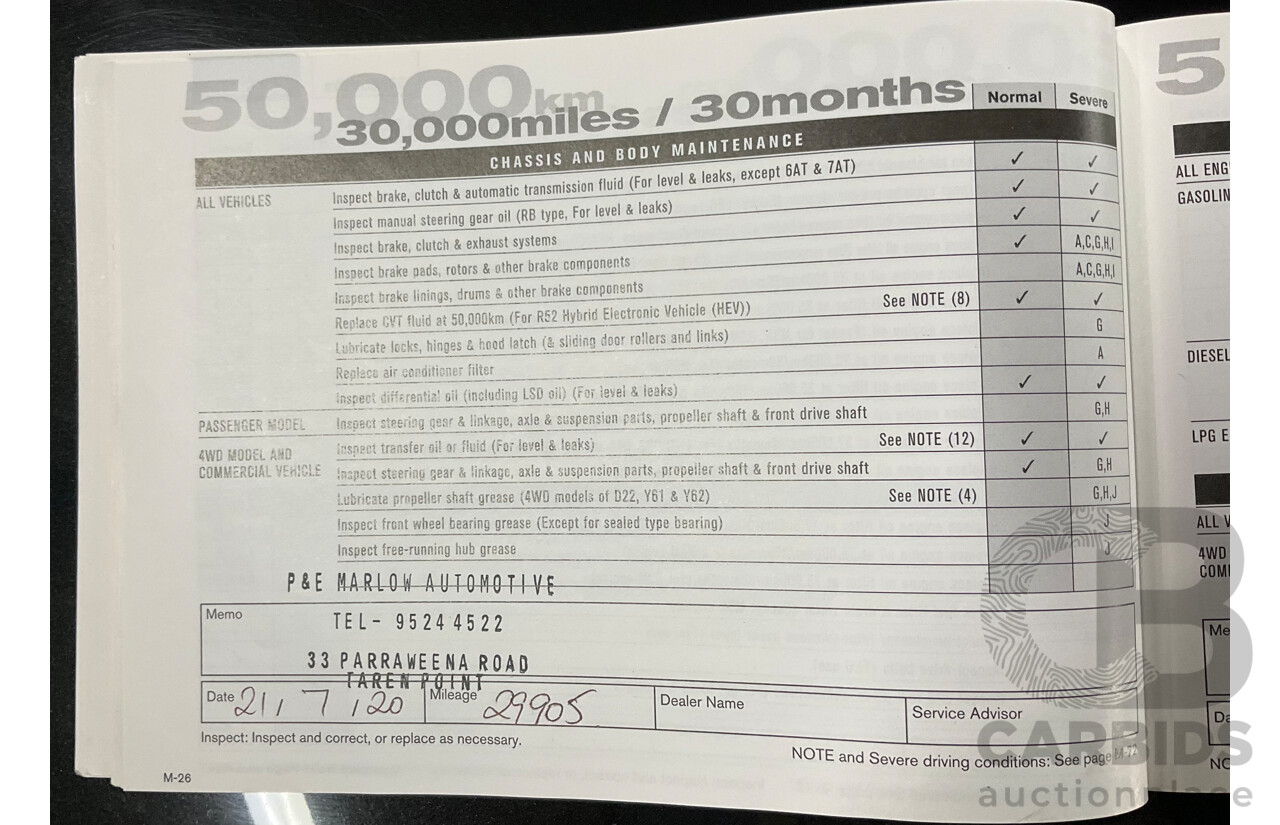 50,000km
30,000miles / 30months
Normal
Severe
CHASSIS AND BODY MAINTENANCE
ALL VEHICLES
Inspect brake, clutch & automatic transmission fluid (For level & leaks, except 6AT & 7AT)
✓ ✓
Inspect manual steering gear oil (RB type, For level & leaks)
✓ ✓
Inspect brake, clutch & exhaust systems
✓ ✓
Inspect brake pads, rotors & other brake components
✓ A,C,G,H,I
Inspect brake linings, drums & other brake components
A,C,G,H,I
Replace CVT fluid at 50,000km (For R52 Hybrid Electronic Vehicle (HEV)) See NOTE (8)
✓ ✓
Lubricate locks, hinges & hood latch (& sliding door rollers and links)
G
Replace air conditioner filter
A
Inspect differential oil (including LSD oil) (For level & leaks)
✓ ✓
PASSENGER MODEL
Inspect steering gear & linkage, axle & suspension parts, propeller shaft & front drive shaft
G,H
4WD MODEL AND
COMMERCIAL VEHICLE
Inspect transfer oil or fluid (For level & leaks) See NOTE (12)
✓ ✓
Inspect steering gear & linkage, axle & suspension parts, propeller shaft & front drive shaft
✓ G,H
Lubricate propeller shaft grease (4WD models of D22, Y61 & Y62) See NOTE (4)
G,H,J
Inspect front wheel bearing grease (Except for sealed type bearing)
J
Inspect free-running hub grease
J
P&E MARLOW AUTOMOTIVE
Memo
TEL- 9524 4522
33 PARRAWEENA ROAD
TAREN POINT
Date 21, 7, 20
Mileage 29905
Dealer Name
Service Advisor
Inspect: Inspect and correct, or replace as necessary.
NOTE and Severe driving conditions: See page
M-26
5
ALL ENG
GASOLIN
DIESEL
LPG E
ALL V
4WD
COM
Me
Da
NO
CARBIDS
auctionplace